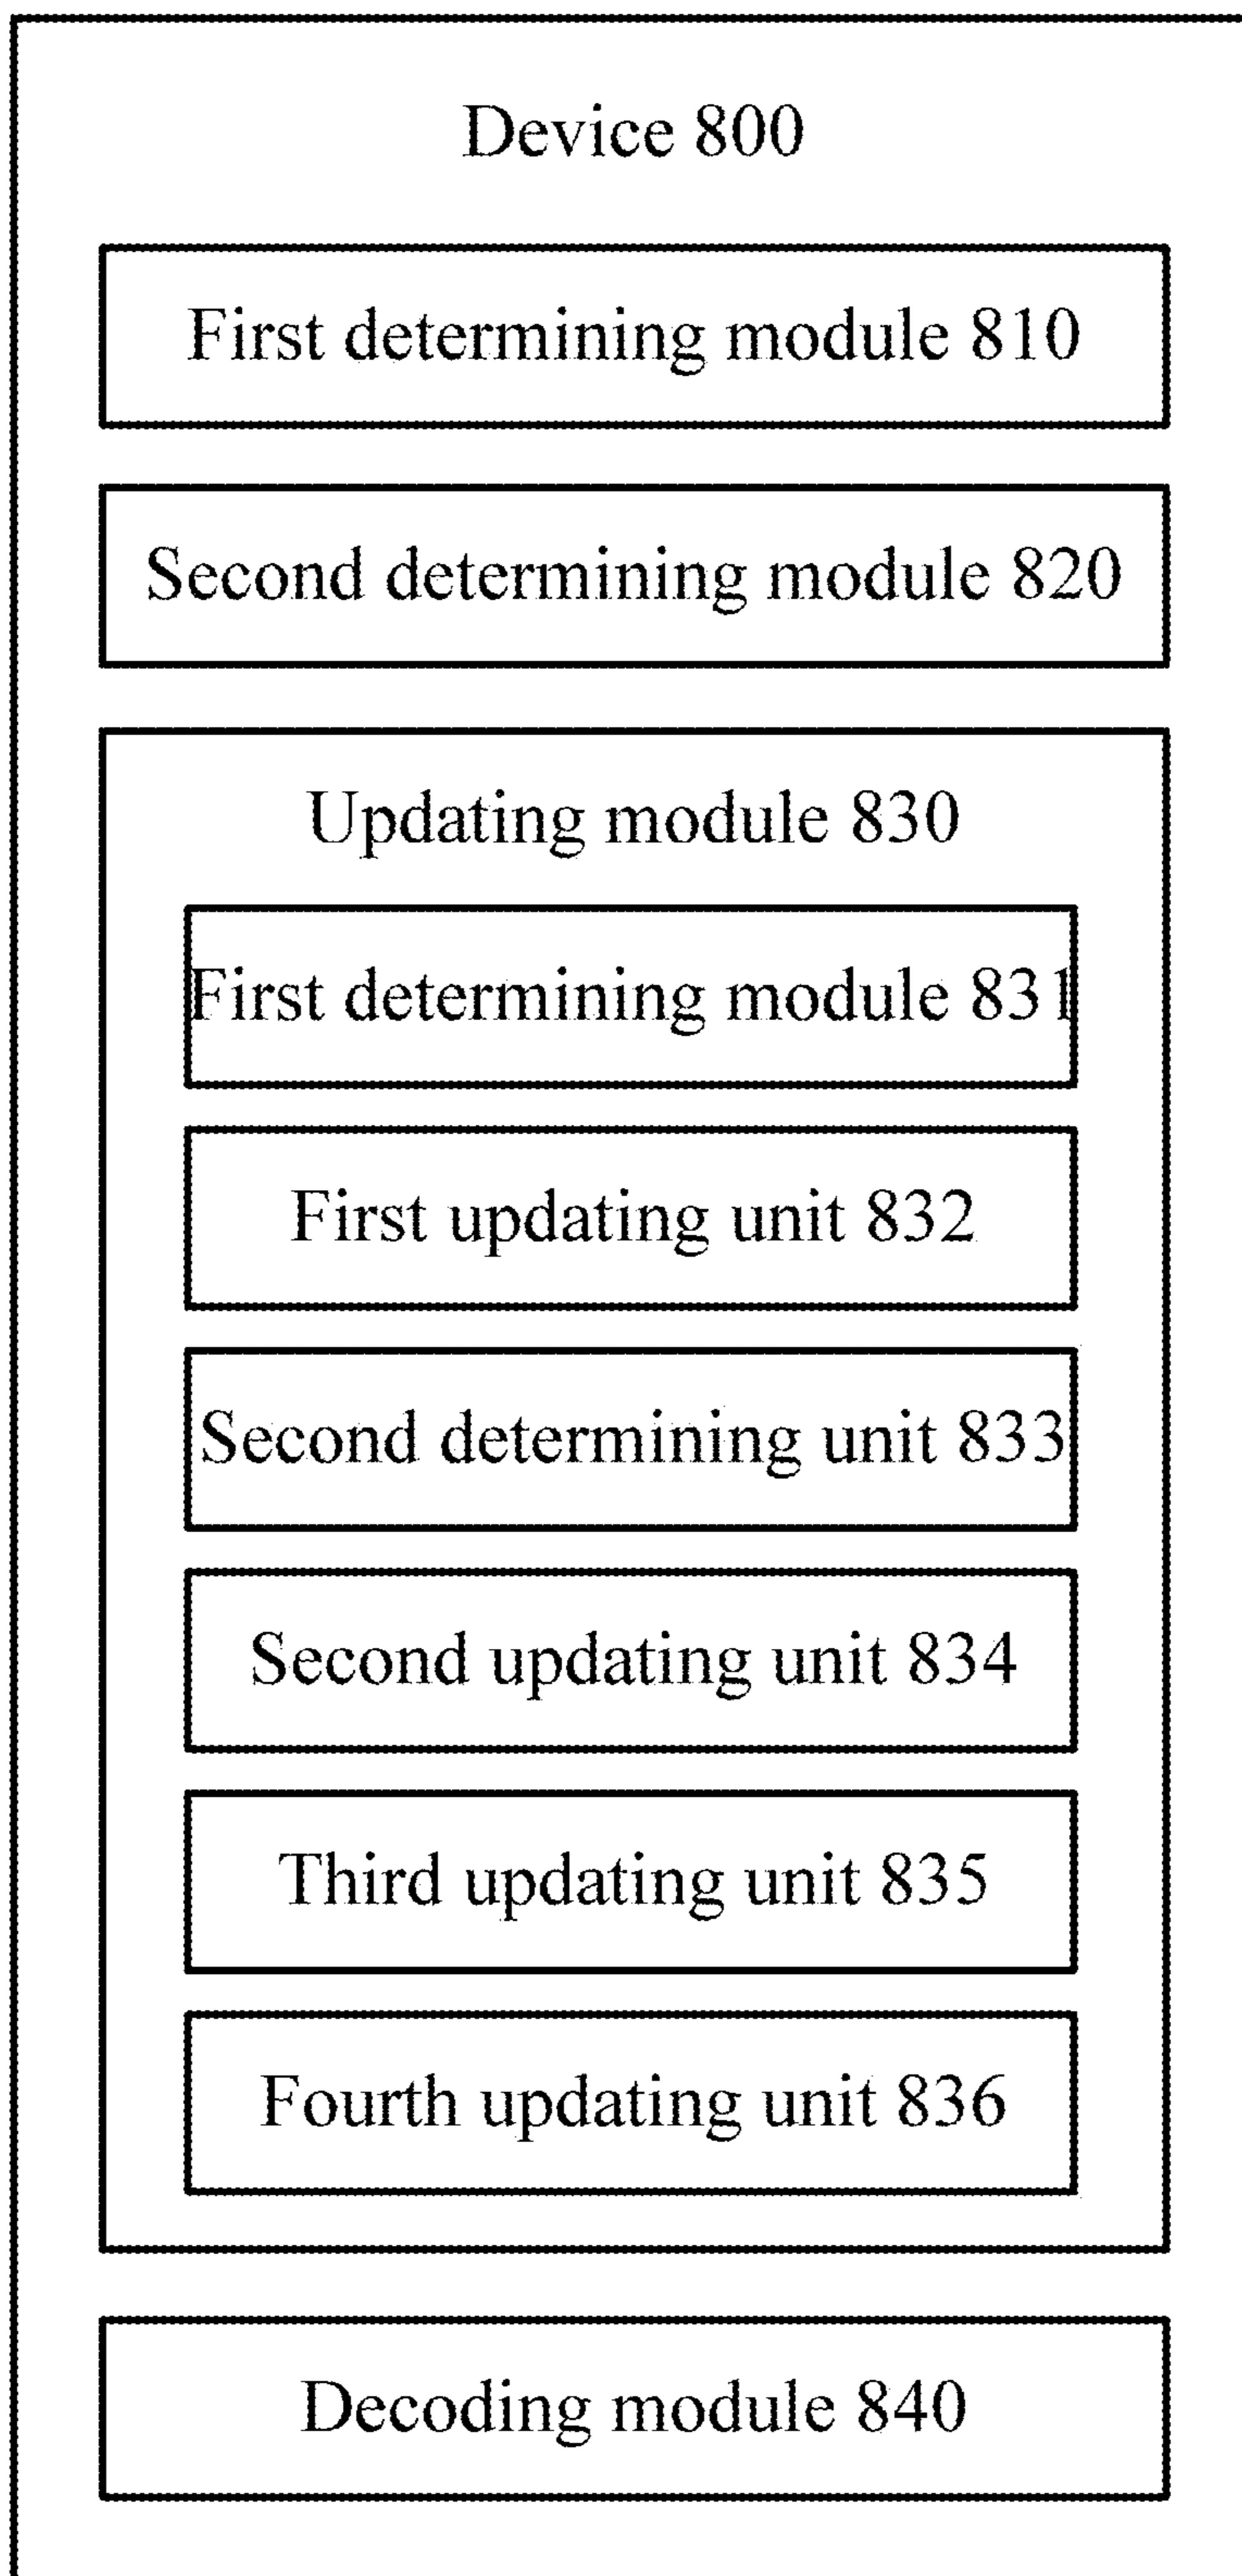 Device 800
First determining module 810
Second determining module 820
Updating module 830
First determining module 831
First updating unit 832
Second determining unit 833
Second updating unit 834
Third updating unit 835
Fourth updating unit 836
Decoding module 840